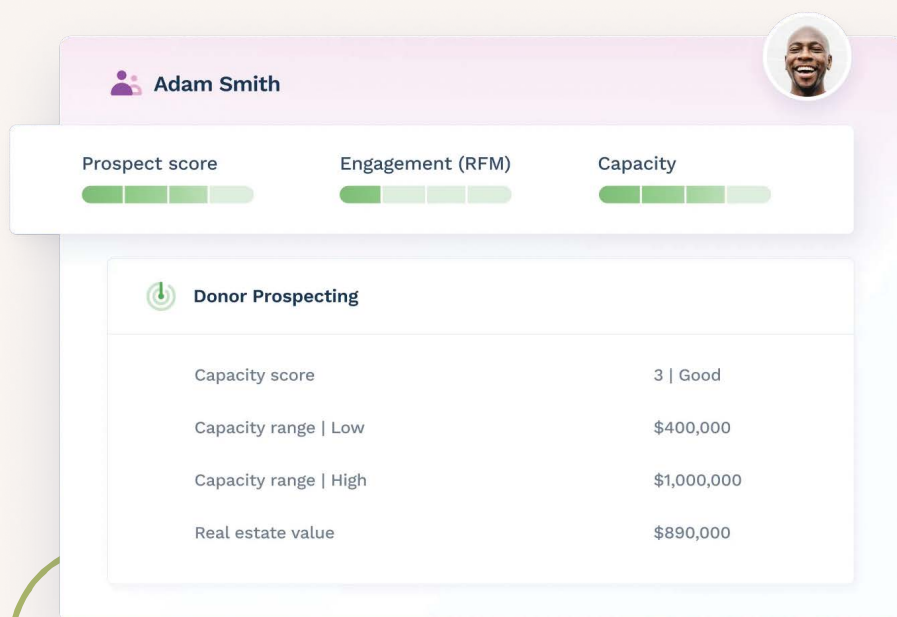 Adam Smith
Prospect score
Engagement (RFM)
Capacity
Donor Prospecting
Capacity score 3 | Good
Capacity range | Low $400,000
Capacity range | High $1,000,000
Real estate value $890,000